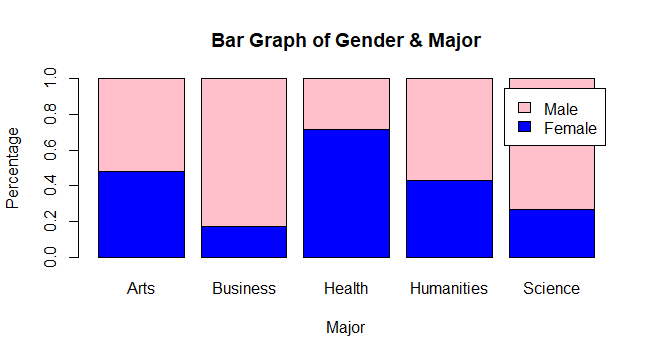 Bar Graph of Gender & Major
Percentage
1.0
0.8
0.6
0.4
0.2
0.0
Male
Female
Arts Business Health Humanities Science
Major